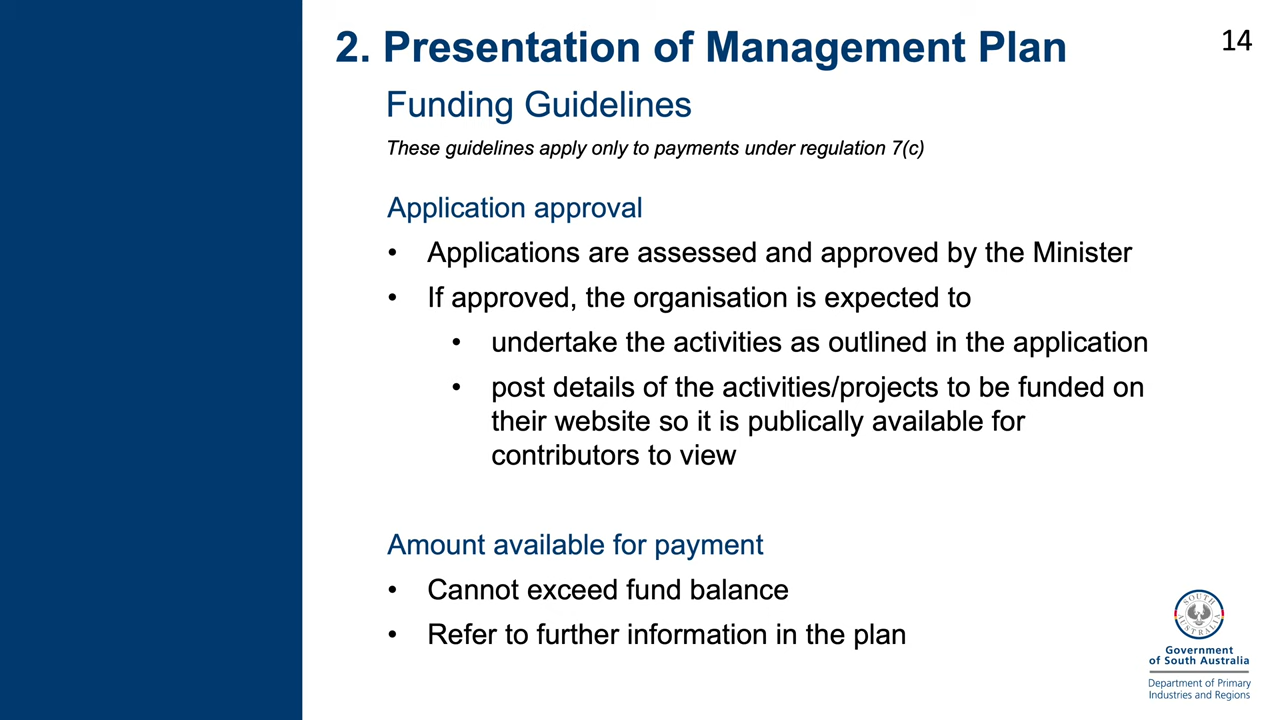 2. Presentation of Management Plan
14
Funding Guidelines
These guidelines apply only to payments under regulation 7(c)
Application approval
• Applications are assessed and approved by the Minister
• If approved, the organisation is expected to
• undertake the activities as outlined in the application
• post details of the activities/projects to be funded on
their website so it is publically available for
contributors to view
Amount available for payment
• Cannot exceed fund balance
• Refer to further information in the plan
SOUTH
AUSTRALIA
Government
of South Australia
Department of Primary
Industries and Regions